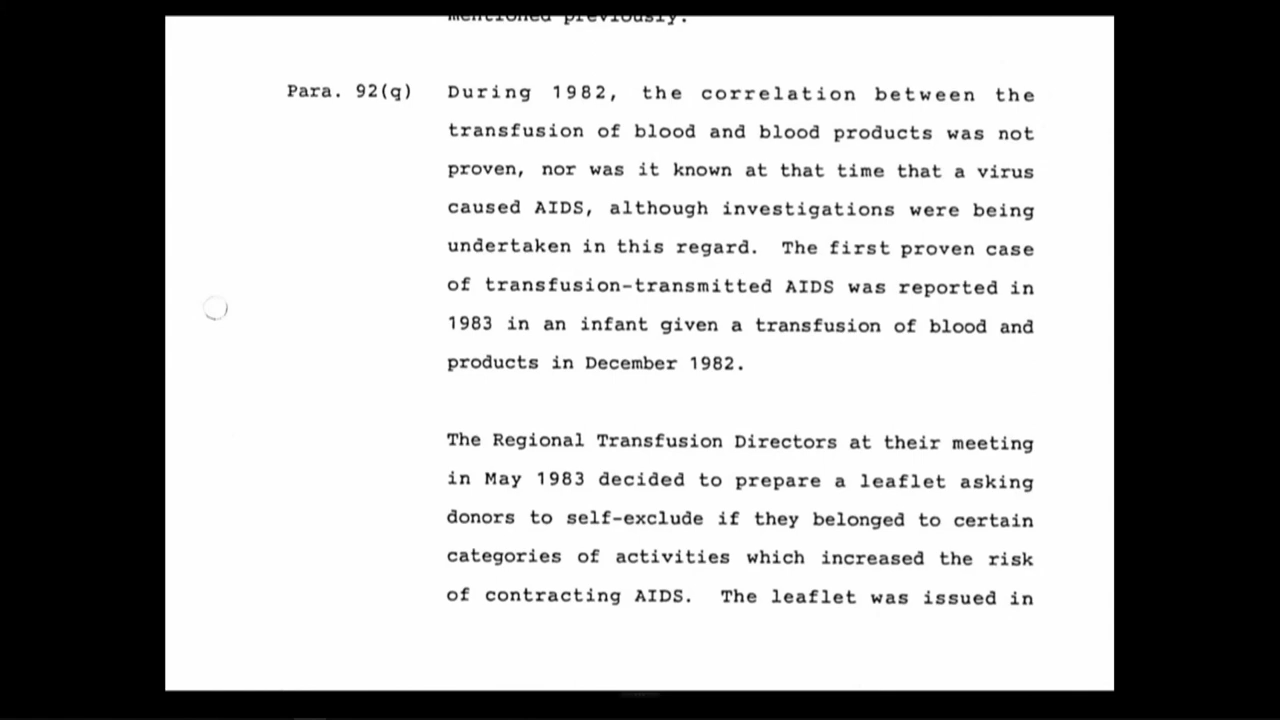 mentioned previously.
Para. 92(q) During 1982, the correlation between the
transfusion of blood and blood products was not
proven, nor was it known at that time that a virus
caused AIDS, although investigations were being
undertaken in this regard. The first proven case
of transfusion-transmitted AIDS was reported in
1983 in an infant given a transfusion of blood and
products in December 1982.
The Regional Transfusion Directors at their meeting
in May 1983 decided to prepare a leaflet asking
donors to self-exclude if they belonged to certain
categories of activities which increased the risk
of contracting AIDS. The leaflet was issued in